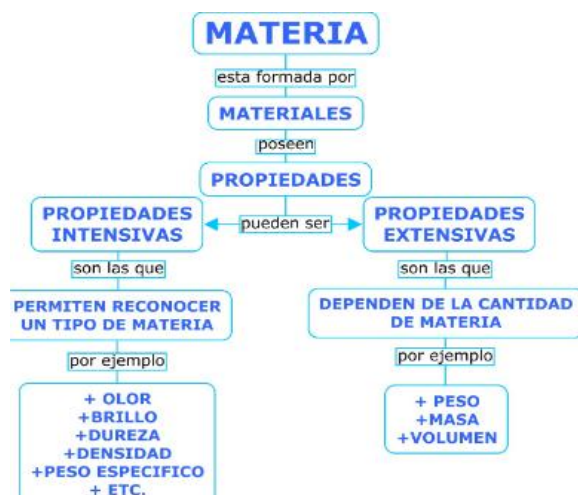 MATERIA
esta formada por
MATERIALES
poseen
PROPIEDADES
PROPIEDADES
INTENSIVAS
pueden ser
PROPIEDADES
EXTENSIVAS
son las que
son las que
PERMITEN RECONOCER
UN TIPO DE MATERIA
DEPENDEN DE LA CANTIDAD
DE MATERIA
por ejemplo
por ejemplo
+ OLOR
+BRILLO
+DUREZA
+DENSIDAD
+PESO ESPECIFICO
+ ETC.
+ PESO
+MASA
+VOLUMEN